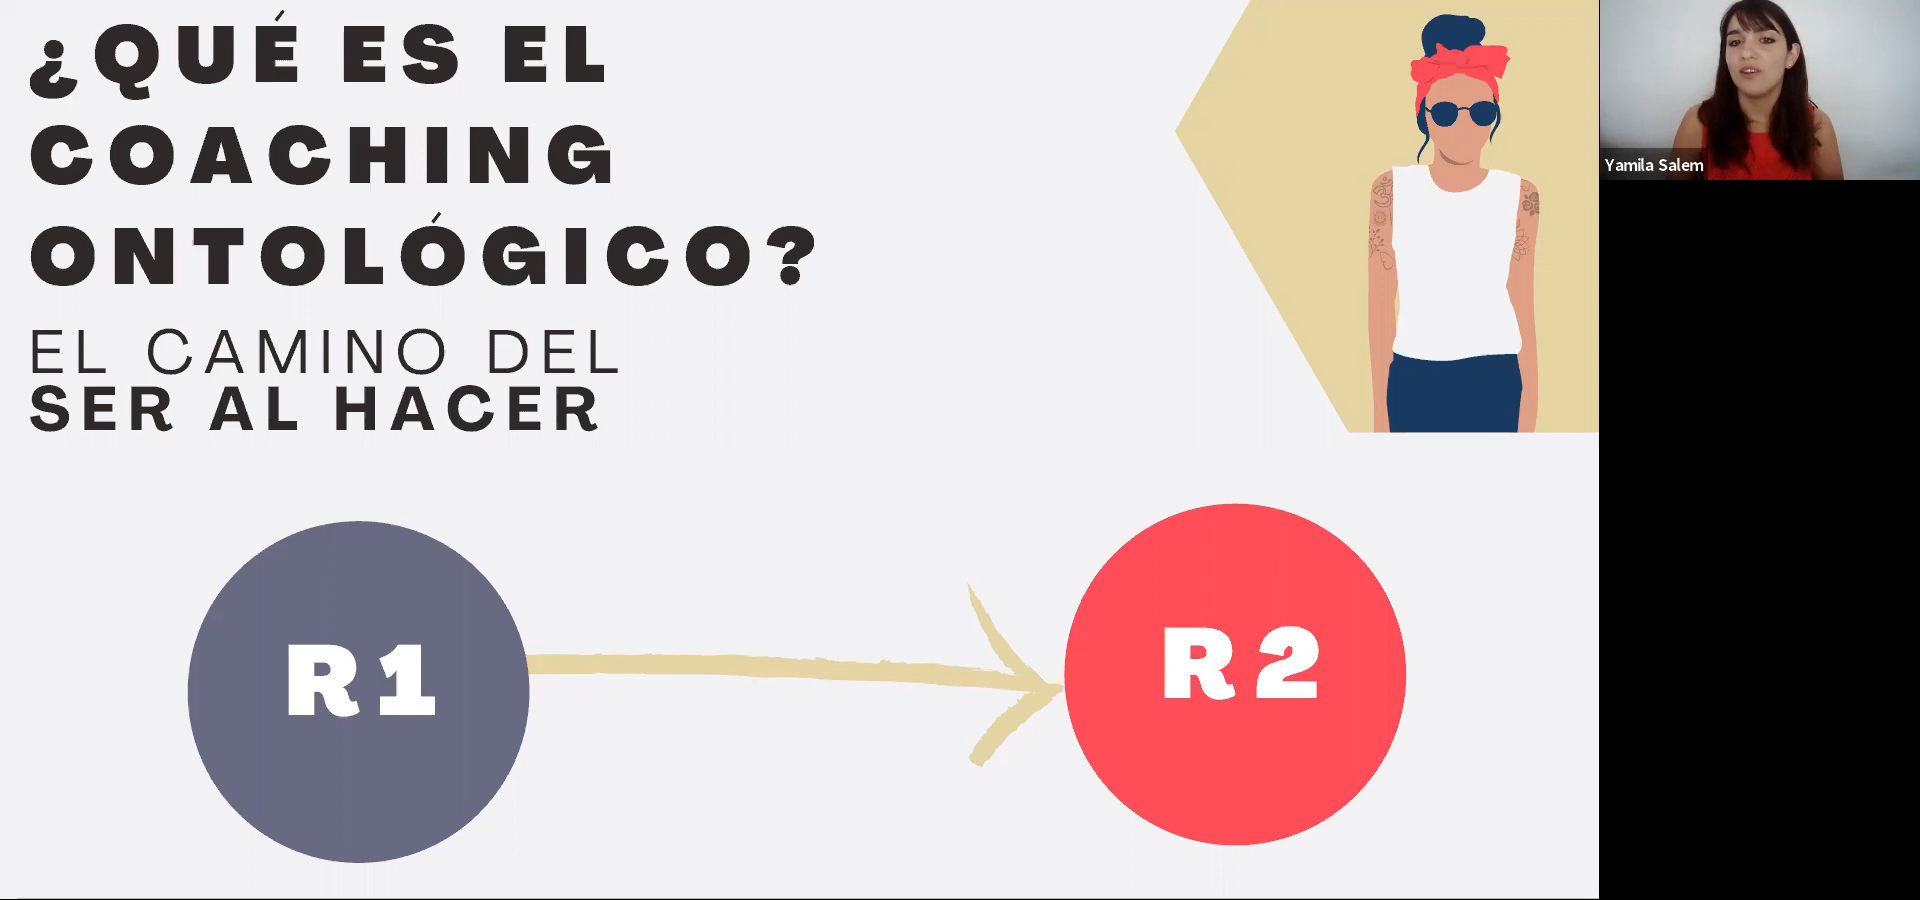 ¿QUÉ ES EL
COACHING
ONTOLÓGICO?
EL CAMINO DEL
SER AL HACER
R1
R2
Yamila Salem